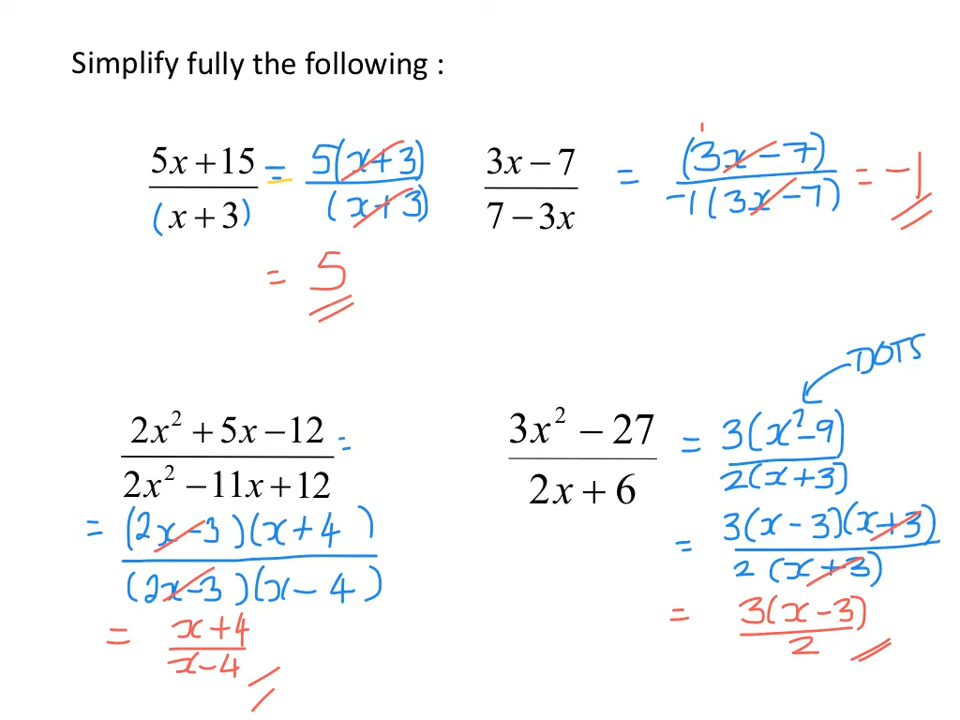 Simplify fully the following :
5x + 15 / (x + 3) = 5(x+3) / (x+3)
= 5
3x − 7 / 7 − 3x = (3x − 7) / −1(3x − 7) = −1
1
DOTS
2x² + 5x − 12 / 2x² − 11x + 12 =
= (2x−3)(x+4) / (2x−3)(x−4)
= x+4 / x−4
3x² − 27 / 2x + 6 = 3(x²−9) / 2(x+3)
= 3(x−3)(x+3) / 2(x+3)
= 3(x−3) / 2